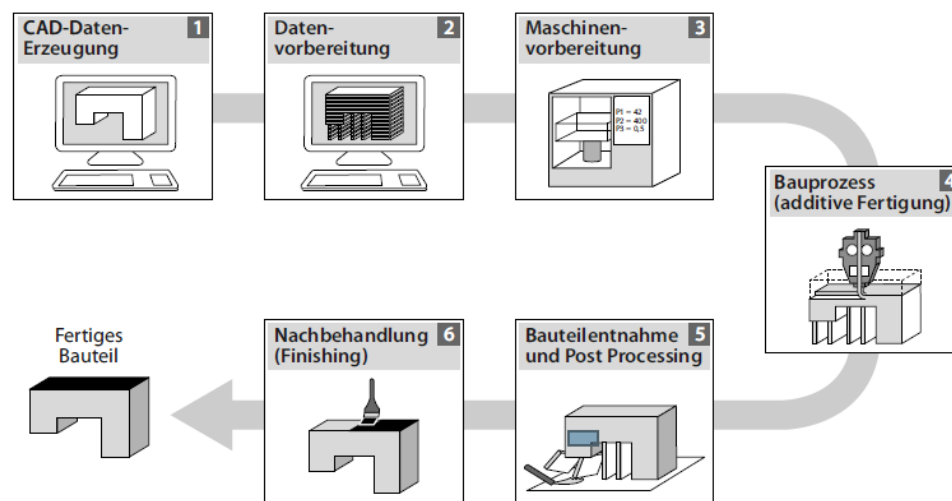 CAD-Daten-
Erzeugung
1
Daten-
vorbereitung
2
Maschinen-
vorbereitung
3
P1 = 42
P2 = 400
P3 = 0,5
Bauprozess
(additive Fertigung)
4
Bauteilentnahme
und Post Processing
5
Nachbehandlung
(Finishing)
6
Fertiges
Bauteil